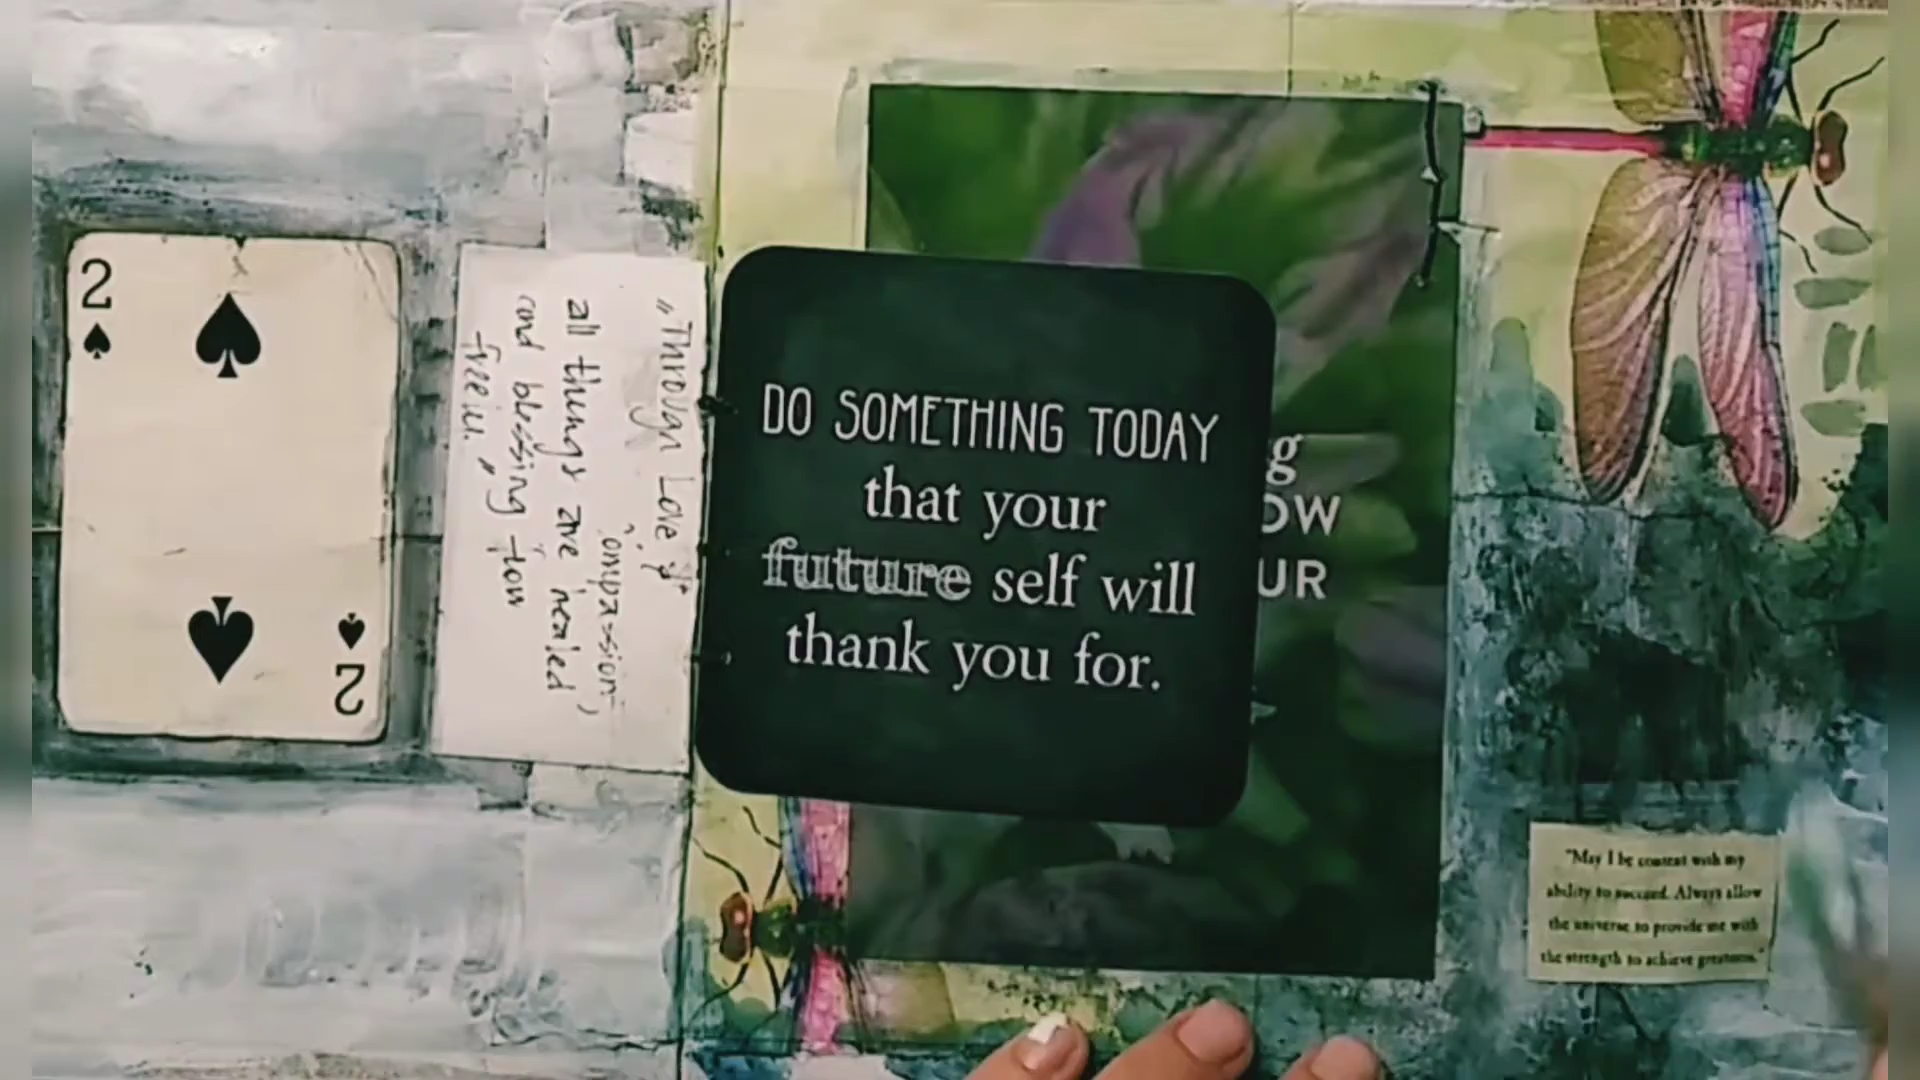 2
2
„Through Love &
compassion,
all things are healed
and blessing flow
freely."
DO SOMETHING TODAY
that your
future self will
thank you for.
g
OW
UR
"May I be content with my
ability to succeed. Always allow
the universe to provide me with
the strength to achieve greatness."